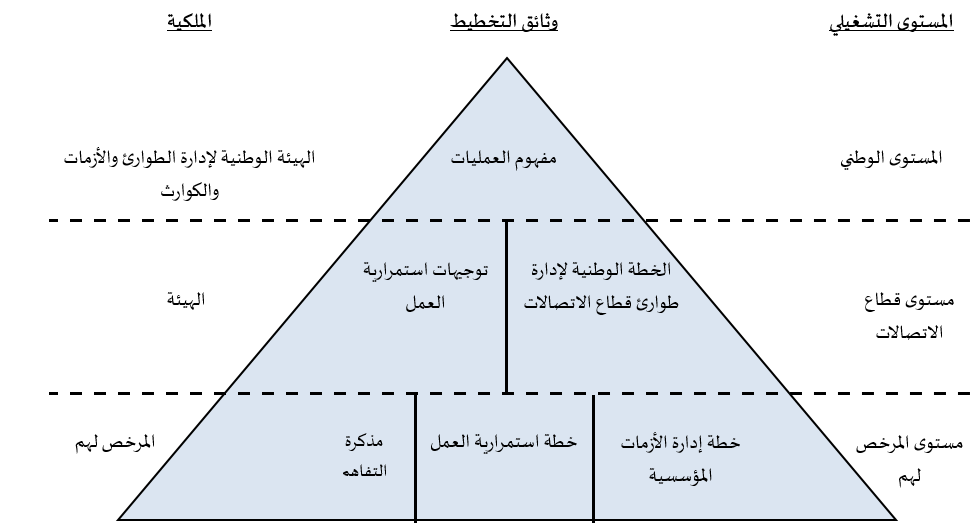 المستوى التشغيلي
وثائق التخطيط
الملكية
المستوى الوطني
مفهوم العمليات
الهيئة الوطنية لإدارة الطوارئ والأزمات
والكوارث
مستوى قطاع
الاتصالات
الخطة الوطنية لإدارة
طوارئ قطاع الاتصالات
توجيهات استمرارية
العمل
الهيئة
مستوى المرخص
لهم
خطة إدارة الأزمات
المؤسسية
خطة استمرارية العمل
مذكرة
التفاهم
المرخص لهم